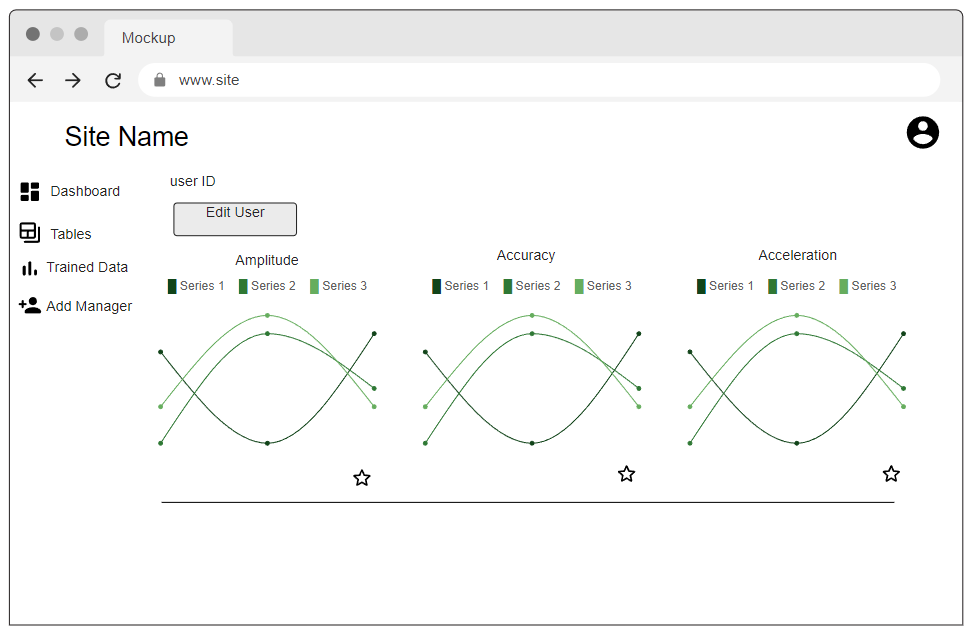 Mockup
www.site
Site Name
Dashboard
Tables
Trained Data
Add Manager
user ID
Edit User
Amplitude
Series 1 Series 2 Series 3
Accuracy
Series 1 Series 2 Series 3
Acceleration
Series 1 Series 2 Series 3